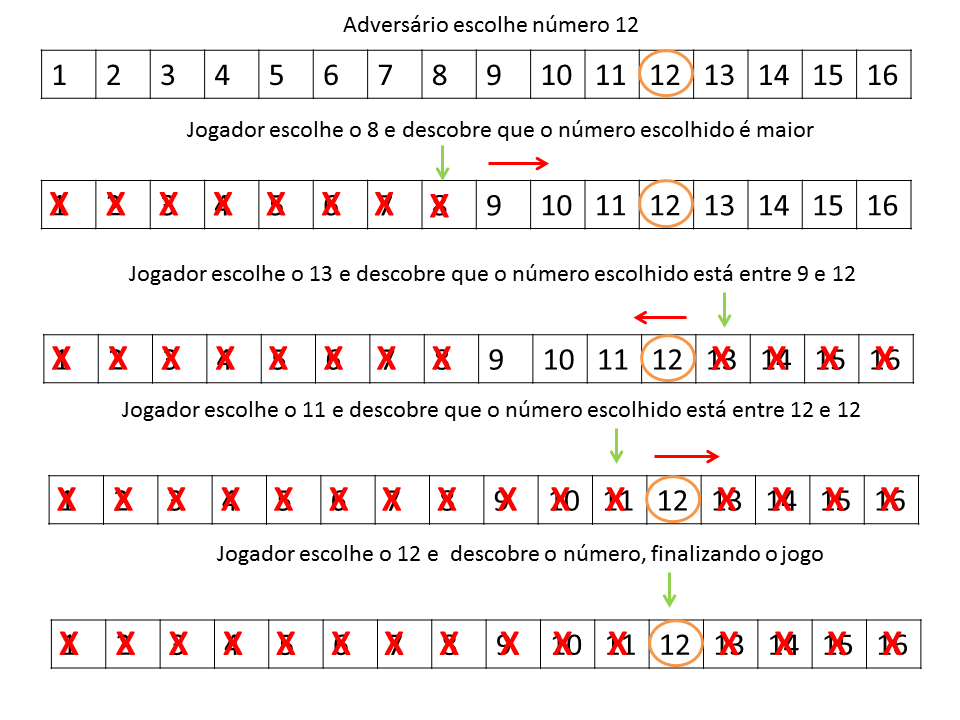 Adversário escolhe número 12
1 2 3 4 5 6 7 8 9 10 11 12 13 14 15 16
Jogador escolhe o 8 e descobre que o número escolhido é maior
1 2 3 4 5 6 7 8 9 10 11 12 13 14 15 16
Jogador escolhe o 13 e descobre que o número escolhido está entre 9 e 12
1 2 3 4 5 6 7 8 9 10 11 12 13 14 15 16
Jogador escolhe o 11 e descobre que o número escolhido está entre 12 e 12
1 2 3 4 5 6 7 8 9 10 11 12 13 14 15 16
Jogador escolhe o 12 e descobre o número, finalizando o jogo
1 2 3 4 5 6 7 8 9 10 11 12 13 14 15 16